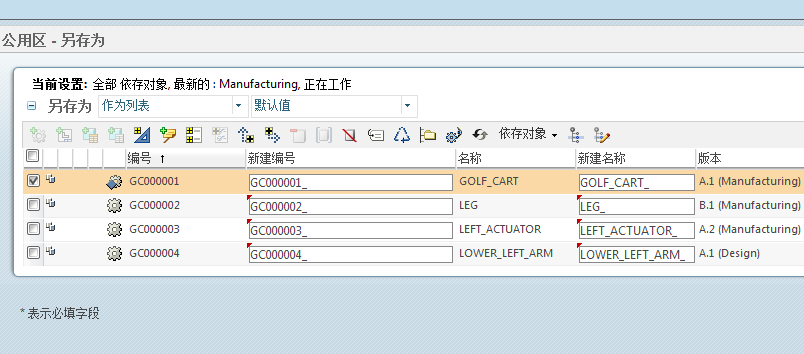 公用区 - 另存为
当前设置: 全部 依存对象, 最新的 : Manufacturing, 正在工作
另存为 作为列表 默认值
依存对象
编号 ↑ 新建编号 名称 新建名称 版本
GC000001 GC000001_ GOLF_CART GOLF_CART_ A.1 (Manufacturing)
GC000002 GC000002_ LEG LEG_ B.1 (Manufacturing)
GC000003 GC000003_ LEFT_ACTUATOR LEFT_ACTUATOR_ A.2 (Manufacturing)
GC000004 GC000004_ LOWER_LEFT_ARM LOWER_LEFT_ARM_ A.1 (Design)
* 表示必填字段